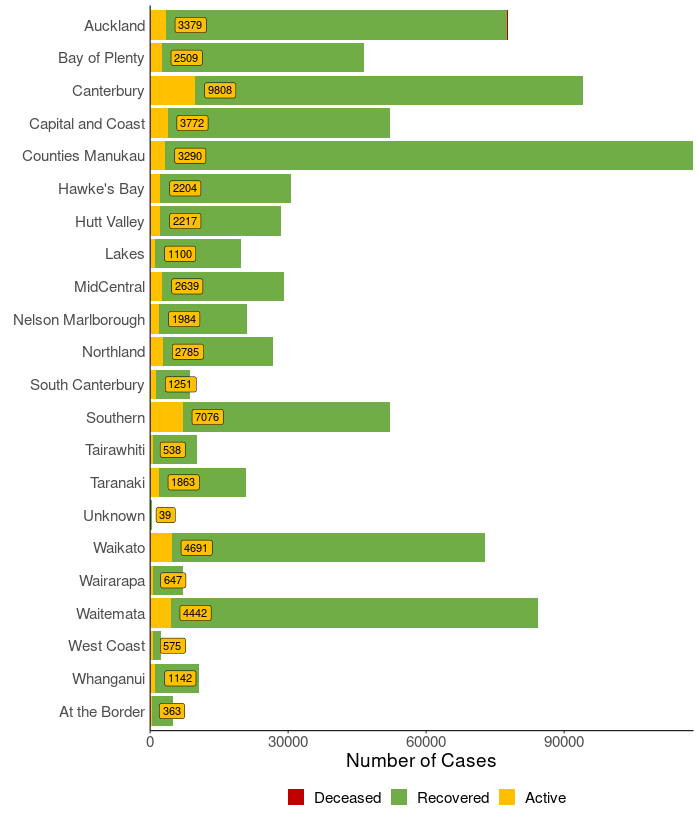 Auckland 3379
Bay of Plenty 2509
Canterbury 9808
Capital and Coast 3772
Counties Manukau 3290
Hawke's Bay 2204
Hutt Valley 2217
Lakes 1100
MidCentral 2639
Nelson Marlborough 1984
Northland 2785
South Canterbury 1251
Southern 7076
Tairawhiti 538
Taranaki 1863
Unknown 39
Waikato 4691
Wairarapa 647
Waitemata 4442
West Coast 575
Whanganui 1142
At the Border 363
0 30000 60000 90000
Number of Cases
Deceased Recovered Active